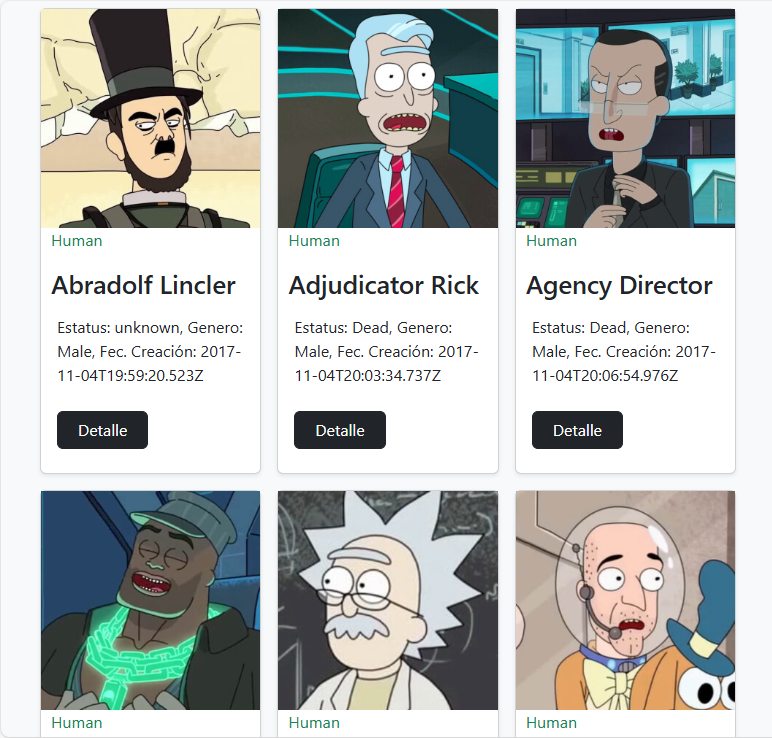 Human
Abradolf Lincler
Estatus: unknown, Genero:
Male, Fec. Creación: 2017-
11-04T19:59:20.523Z
Detalle
Human
Adjudicator Rick
Estatus: Dead, Genero:
Male, Fec. Creación: 2017-
11-04T20:03:34.737Z
Detalle
Human
Agency Director
Estatus: Dead, Genero:
Male, Fec. Creación: 2017-
11-04T20:06:54.976Z
Detalle
Human
Human
Human